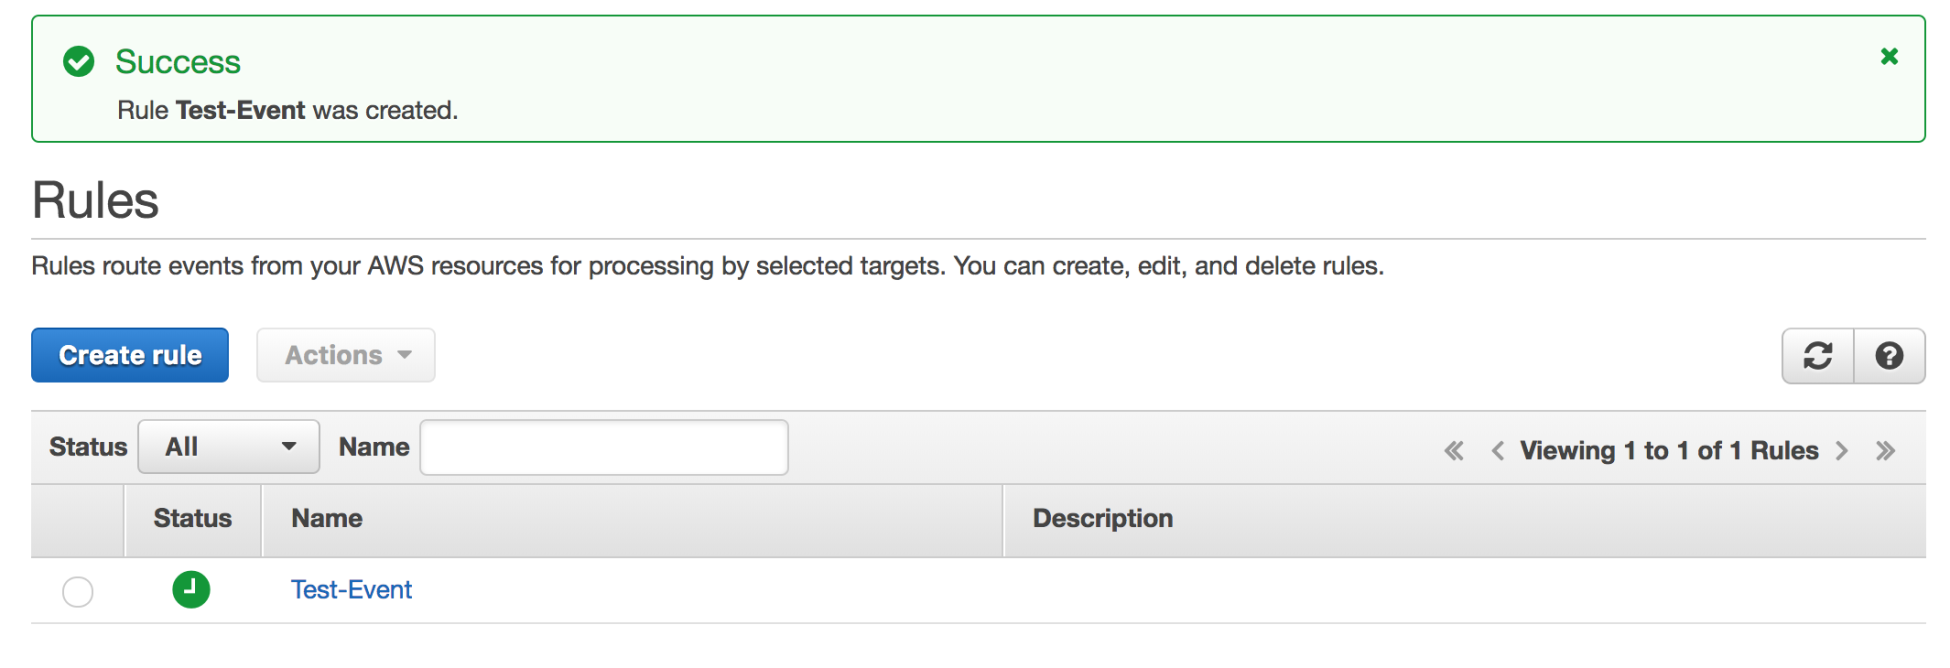 Success
Rule Test-Event was created.
Rules
Rules route events from your AWS resources for processing by selected targets. You can create, edit, and delete rules.
Create rule Actions
Status All Name « < Viewing 1 to 1 of 1 Rules > »
Status Name Description
Test-Event